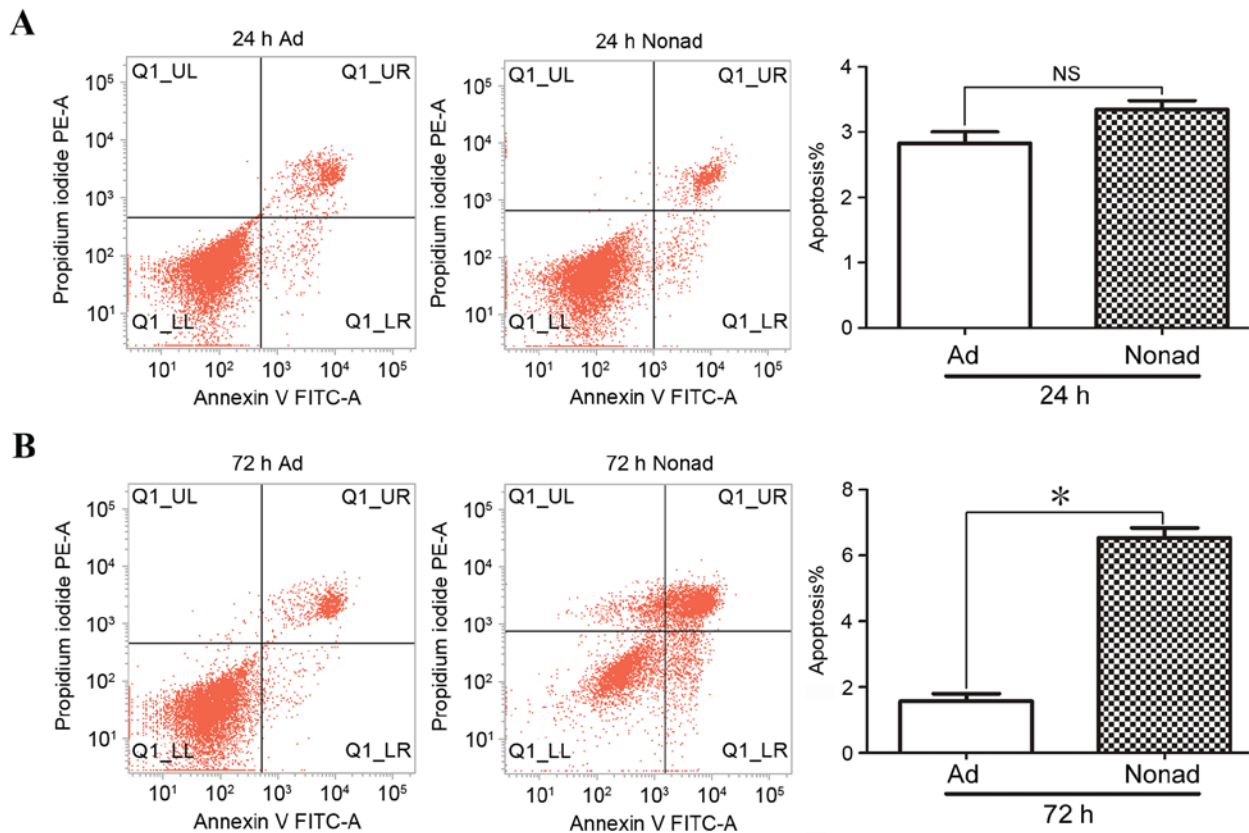 A
24 h Ad
Q1_UL
Q1_UR
Q1_LL
Q1_LR
Propidium iodide PE-A
10⁵
10⁴
10³
10²
10¹
10¹ 10² 10³ 10⁴ 10⁵
Annexin V FITC-A
24 h Nonad
Q1_UL
Q1_UR
Q1_LL
Q1_LR
Propidium iodide PE-A
10⁵
10⁴
10³
10²
10¹
10¹ 10² 10³ 10⁴ 10⁵
Annexin V FITC-A
NS
Apoptosis%
4
3
2
1
0
Ad Nonad
24 h
B
72 h Ad
Q1_UL
Q1_UR
Q1_LL
Q1_LR
Propidium iodide PE-A
10⁵
10⁴
10³
10²
10¹
10¹ 10² 10³ 10⁴ 10⁵
Annexin V FITC-A
72 h Nonad
Q1_UL
Q1_UR
Q1_LL
Q1_LR
Propidium iodide PE-A
10⁵
10⁴
10³
10²
10¹
10¹ 10² 10³ 10⁴ 10⁵
Annexin V FITC-A
*
Apoptosis%
8
6
4
2
0
Ad Nonad
72 h